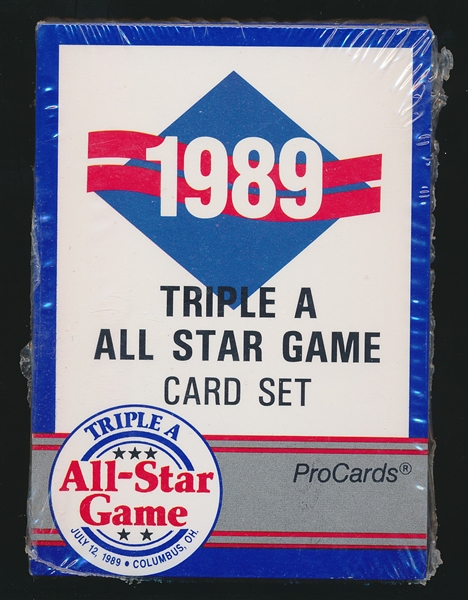 1989
TRIPLE A
ALL STAR GAME
CARD SET
ProCards®
TRIPLE A
All-Star
Game
JULY 12, 1989 • COLUMBUS, OH.